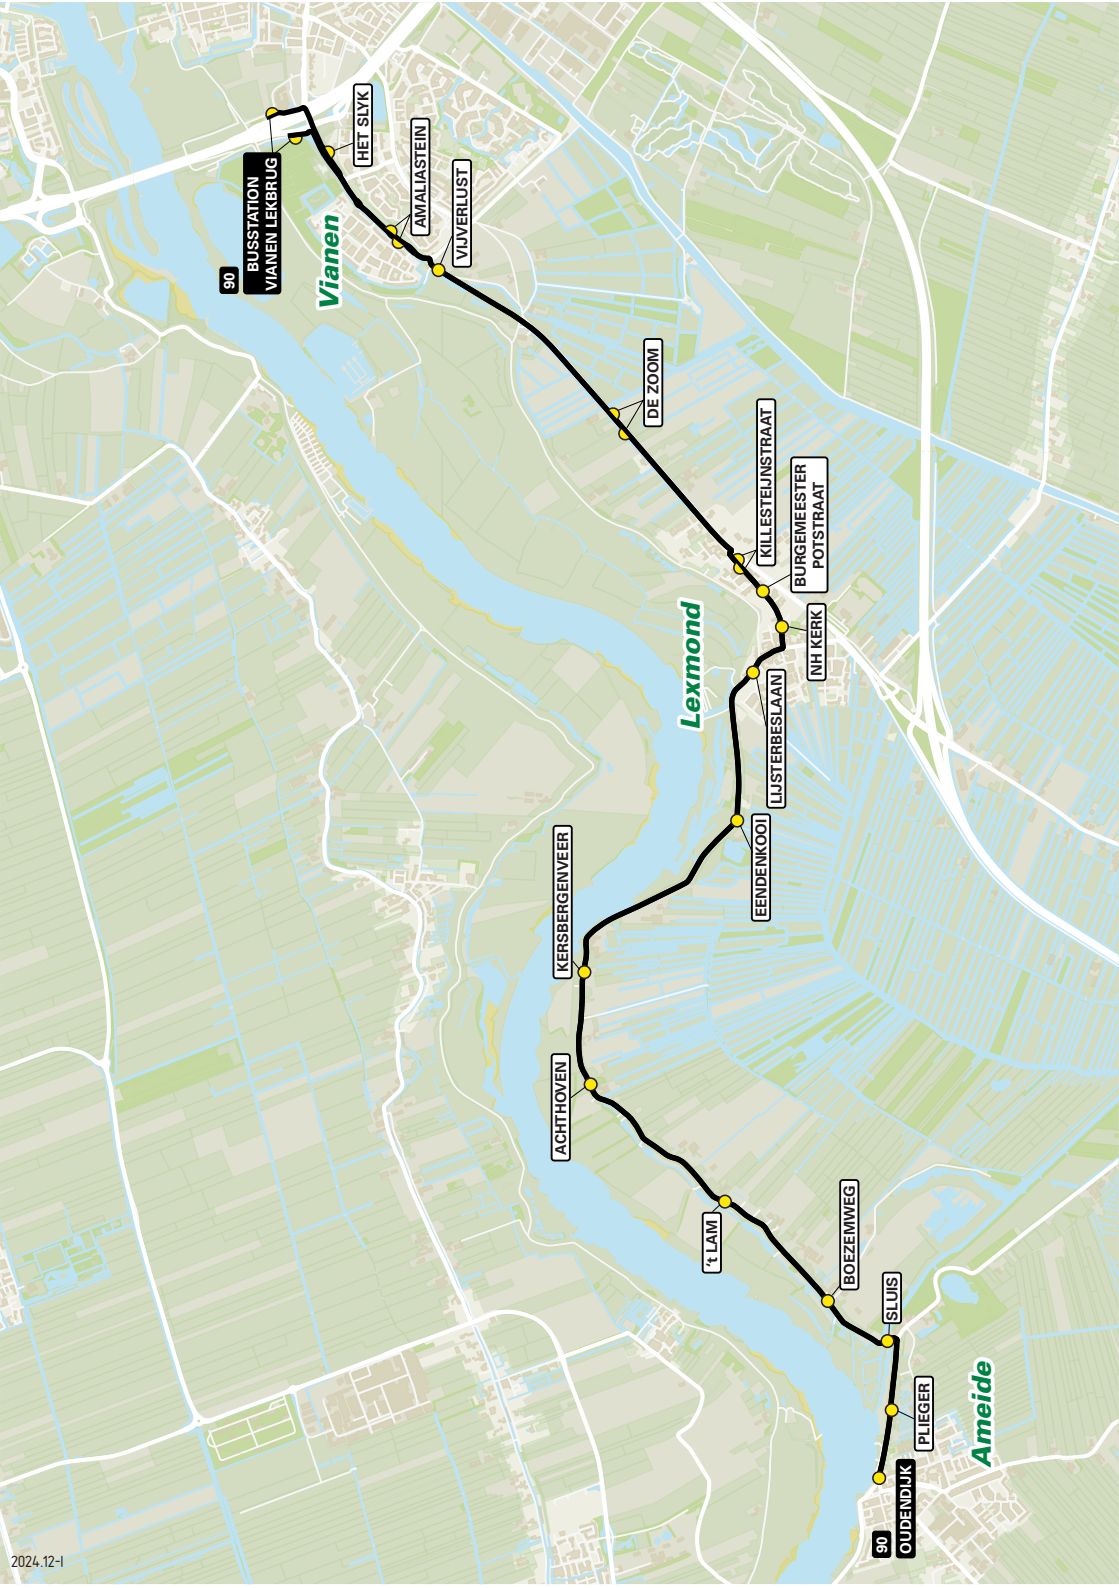 90
BUSSTATION
VIANEN LEKBRUG
HET SLYK
AMALIASTEIN
VIJVERLUST
Vianen
DE ZOOM
KILLESTEIJNSTRAAT
BURGEMEESTER
POTSTRAAT
NH KERK
Lexmond
LIJSTERBESLAAN
EENDENKOOI
KERSBERGENVEER
ACHTHOVEN
't LAM
BOEZEMWEG
SLUIS
PLIEGER
Ameide
90
OUDENDIJK
2024.12-I